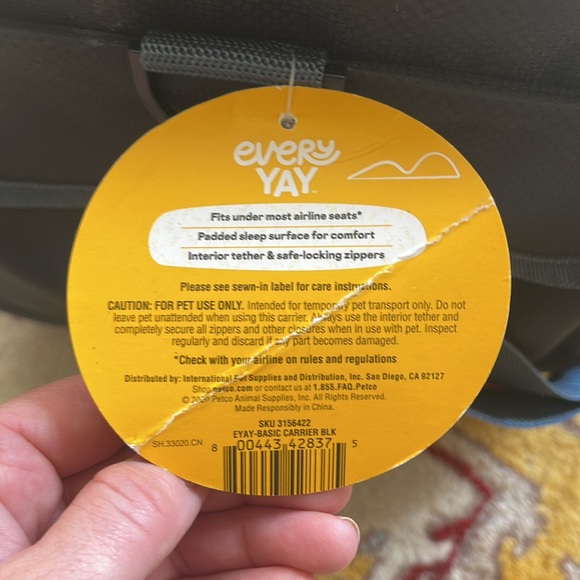 every
YAY™
Fits under most airline seats*
Padded sleep surface for comfort
Interior tether & safe-locking zippers
Please see sewn-in label for care instructions.
CAUTION: FOR PET USE ONLY. Intended for temporary pet transport only. Do not
leave pet unattended when using this carrier. Always use the interior tether and
completely secure all zippers and other closures when in use with pet. Inspect
regularly and discard if any part becomes damaged.
*Check with your airline on rules and regulations
Distributed by: International Pet Supplies and Distribution, Inc. San Diego, CA 92127
Shop petco.com or contact us at 1.855.FAQ.Petco
© 2020 Petco Animal Supplies, Inc. All Rights Reserved.
Made Responsibly in China.
SKU 3156422
EYAY-BASIC CARRIER BLK
SH.33020.CN
8 00443 42837 5